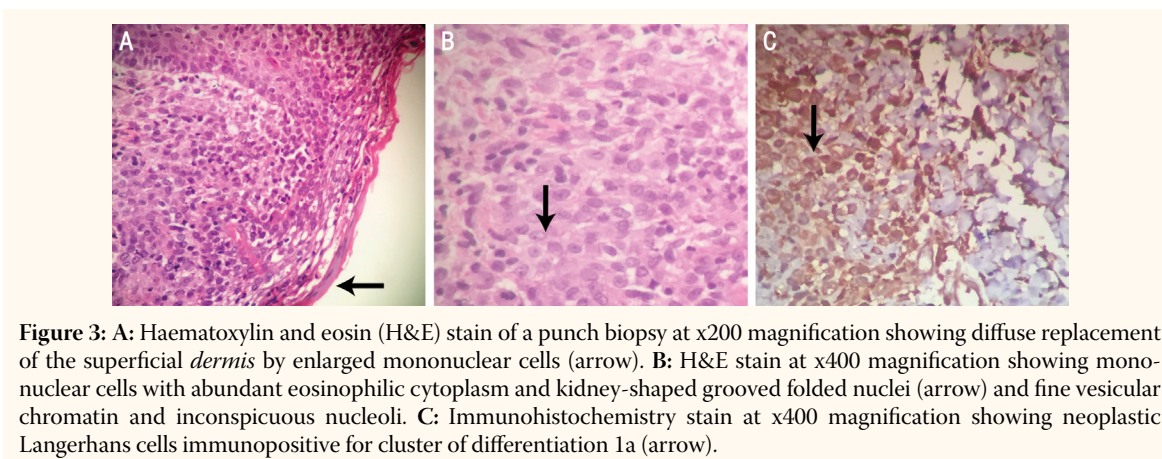 A
B
C
Figure 3: A: Haematoxylin and eosin (H&E) stain of a punch biopsy at x200 magnification showing diffuse replacement
of the superficial dermis by enlarged mononuclear cells (arrow). B: H&E stain at x400 magnification showing mono-
nuclear cells with abundant eosinophilic cytoplasm and kidney-shaped grooved folded nuclei (arrow) and fine vesicular
chromatin and inconspicuous nucleoli. C: Immunohistochemistry stain at x400 magnification showing neoplastic
Langerhans cells immunopositive for cluster of differentiation 1a (arrow).